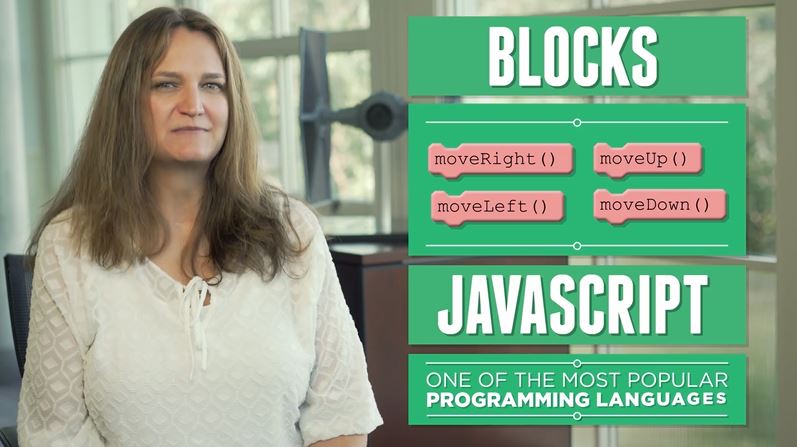 BLOCKS
moveRight() moveUp()
moveLeft() moveDown()
JAVASCRIPT
ONE OF THE MOST POPULAR
PROGRAMMING LANGUAGES